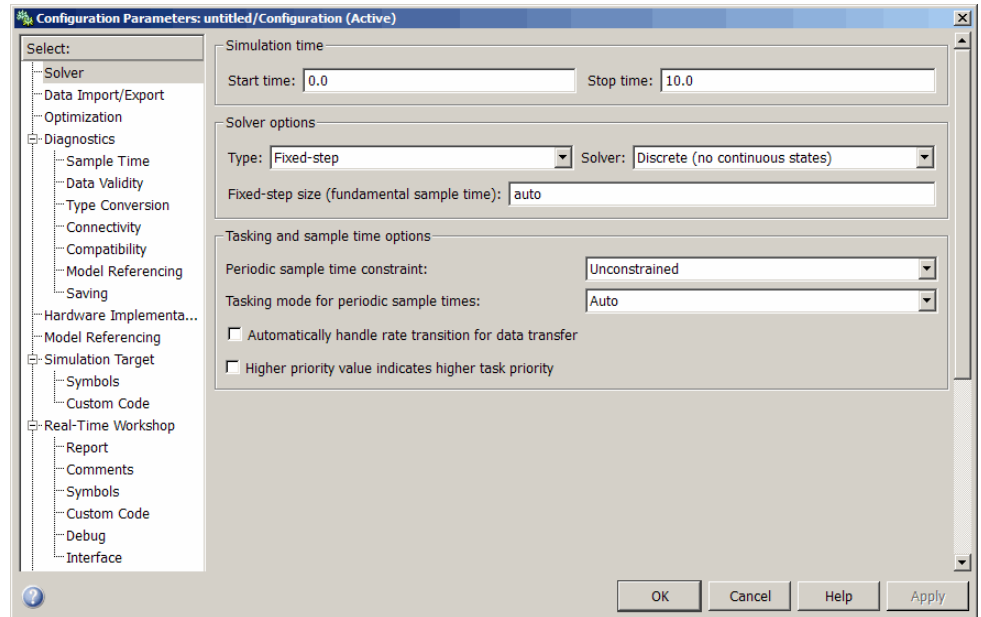 Configuration Parameters: untitled/Configuration (Active)
Select:
Solver
Data Import/Export
Optimization
Diagnostics
Sample Time
Data Validity
Type Conversion
Connectivity
Compatibility
Model Referencing
Saving
Hardware Implementa...
Model Referencing
Simulation Target
Symbols
Custom Code
Real-Time Workshop
Report
Comments
Symbols
Custom Code
Debug
Interface
Simulation time
Start time: 0.0 Stop time: 10.0
Solver options
Type: Fixed-step Solver: Discrete (no continuous states)
Fixed-step size (fundamental sample time): auto
Tasking and sample time options
Periodic sample time constraint: Unconstrained
Tasking mode for periodic sample times: Auto
Automatically handle rate transition for data transfer
Higher priority value indicates higher task priority
OK Cancel Help Apply